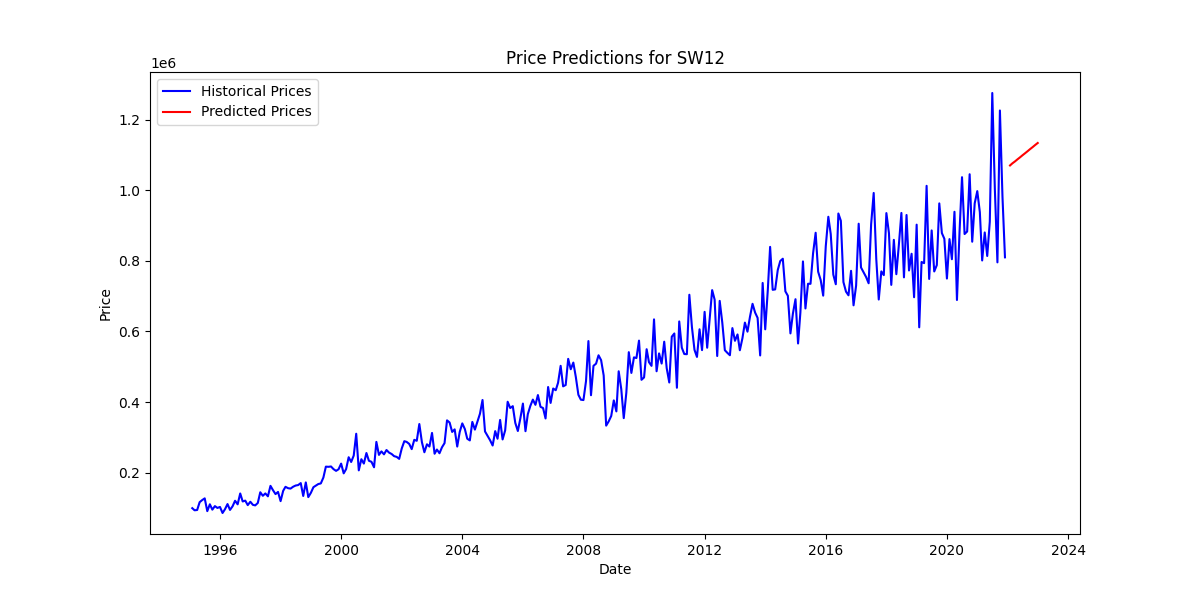 Price Predictions for SW12
1e6
Historical Prices
Predicted Prices
1.2
1.0
0.8
0.6
0.4
0.2
Price
1996 2000 2004 2008 2012 2016 2020 2024
Date